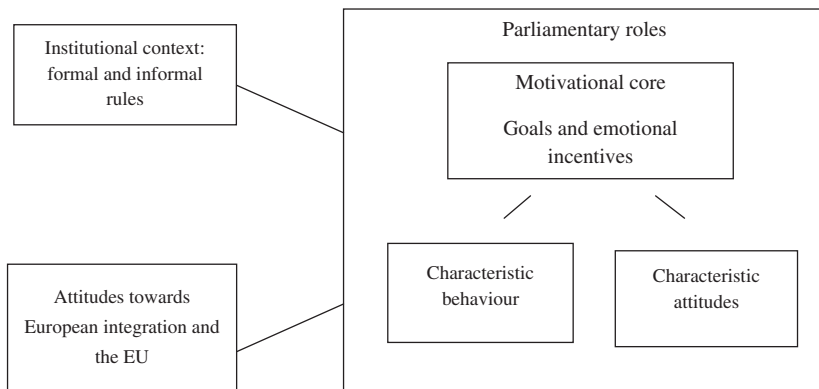 Institutional context:
formal and informal
rules
Parliamentary roles
Motivational core
Goals and emotional
incentives
Attitudes towards
European integration and
the EU
Characteristic
behaviour
Characteristic
attitudes